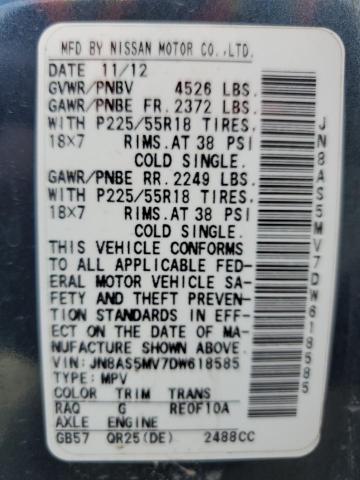 MFD BY NISSAN MOTOR CO.,LTD.
DATE 11/12
GVWR/PNBV 4526 LBS.
GAWR/PNBE FR. 2372 LBS.
WITH P225/55R18 TIRES,
18×7 RIMS.AT 38 PSI
COLD SINGLE.
GAWR/PNBE RR. 2249 LBS.
WITH P225/55R18 TIRES,
18×7 RIMS.AT 38 PSI
COLD SINGLE.
THIS VEHICLE CONFORMS
TO ALL APPLICABLE FED-
ERAL MOTOR VEHICLE SA-
FETY AND THEFT PREVEN-
TION STANDARDS IN EFF-
ECT ON THE DATE OF MA-
NUFACTURE SHOWN ABOVE.
VIN: JN8AS5MV7DW618585
TYPE: MPV
COLOR TRIM TRANS.
RAQ G RE0F10A
AXLE ENGINE
GB57 QR25(DE) 2488CC
JN8AS5MV7DW618585